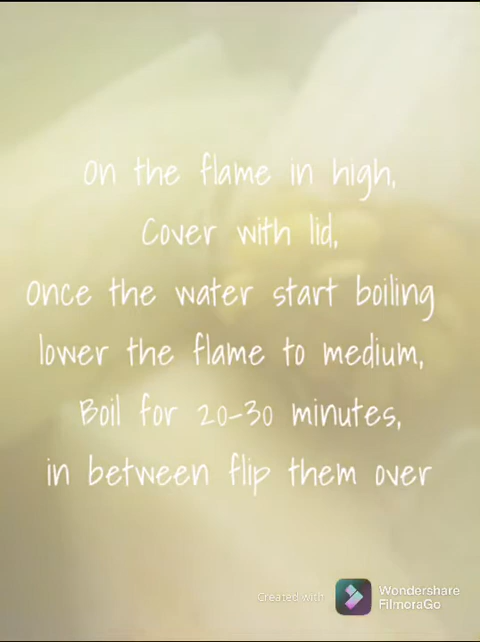 On the flame in high,
Cover with lid,
Once the water start boiling
lower the flame to medium,
Boil for 20-30 minutes,
in between flip them over
Created with Wondershare
FilmoraGo